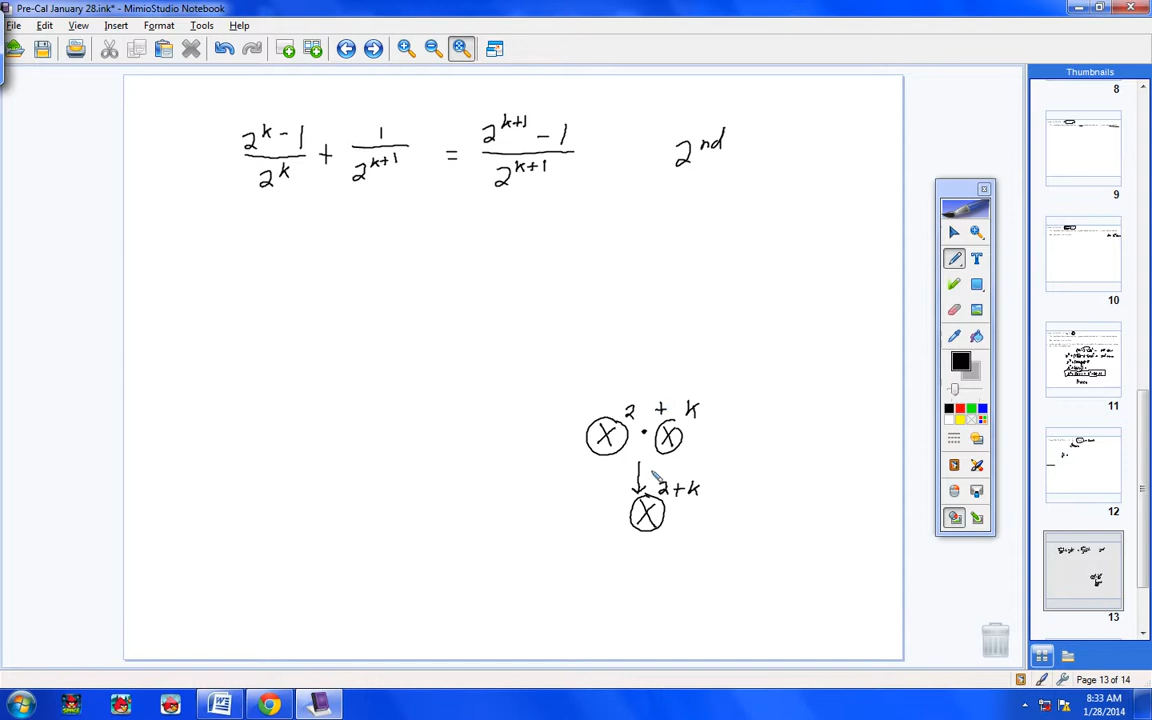 Pre-Cal January 28.ink* - MimioStudio Notebook
File Edit View Insert Format Tools Help
Thumbnails
2^k - 1 / 2^k + 1 / 2^(k+1) = 2^(k+1) - 1 / 2^(k+1) 2^nd
x^2 · x^k
+
x^(2+k)
8
9
10
11
12
13
Page 13 of 14
8:33 AM
1/28/2014